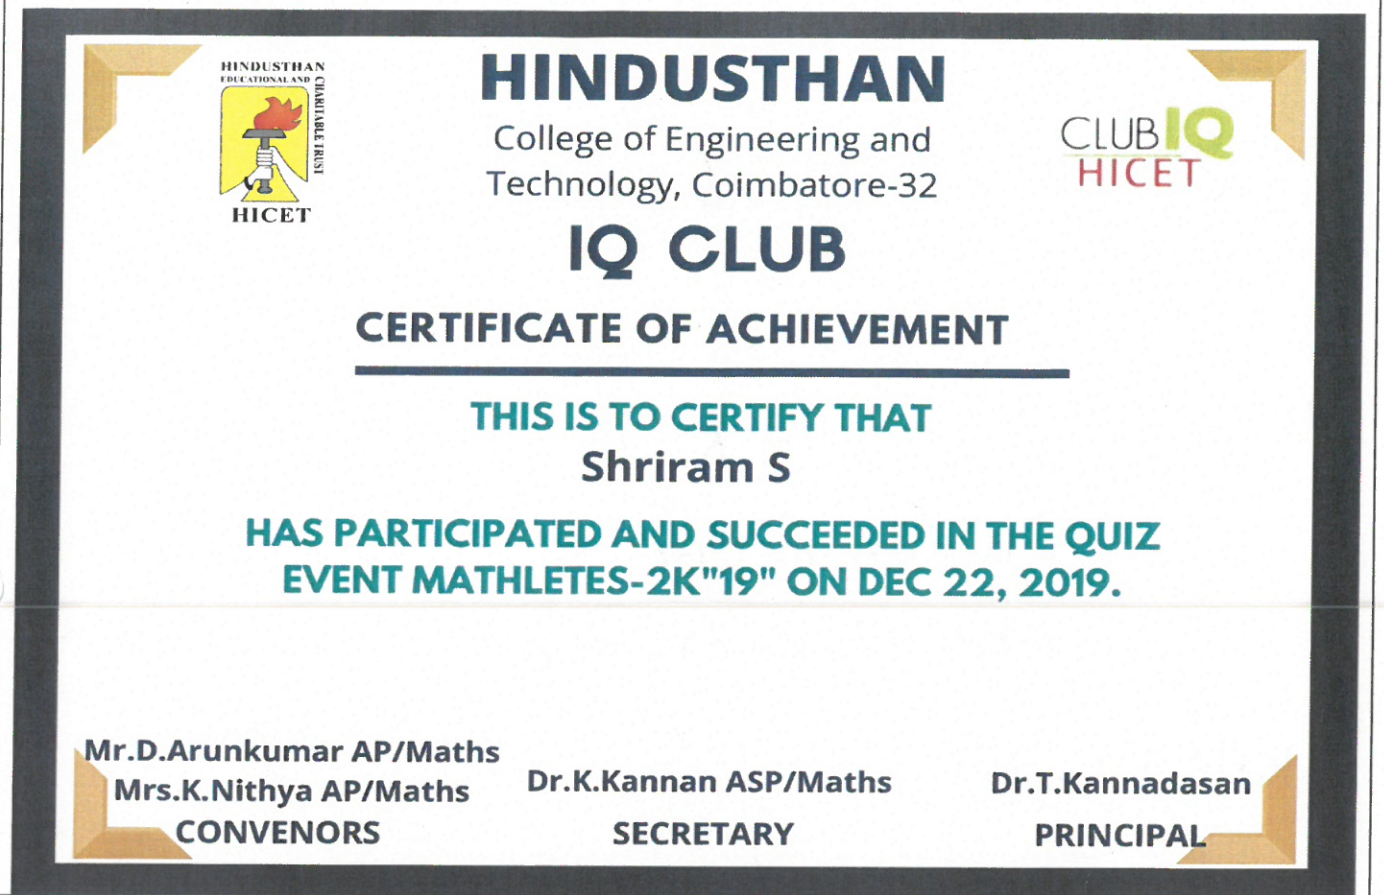 HINDUSTHAN
EDUCATIONAL AND
CHARITABLE TRUST
HICET
HINDUSTHAN
College of Engineering and
Technology, Coimbatore-32
CLUB IQ
HICET
IQ CLUB
CERTIFICATE OF ACHIEVEMENT
THIS IS TO CERTIFY THAT
Shriram S
HAS PARTICIPATED AND SUCCEEDED IN THE QUIZ
EVENT MATHLETES-2K"19" ON DEC 22, 2019.
Mr.D.Arunkumar AP/Maths
Mrs.K.Nithya AP/Maths
CONVENORS
Dr.K.Kannan ASP/Maths
SECRETARY
Dr.T.Kannadasan
PRINCIPAL